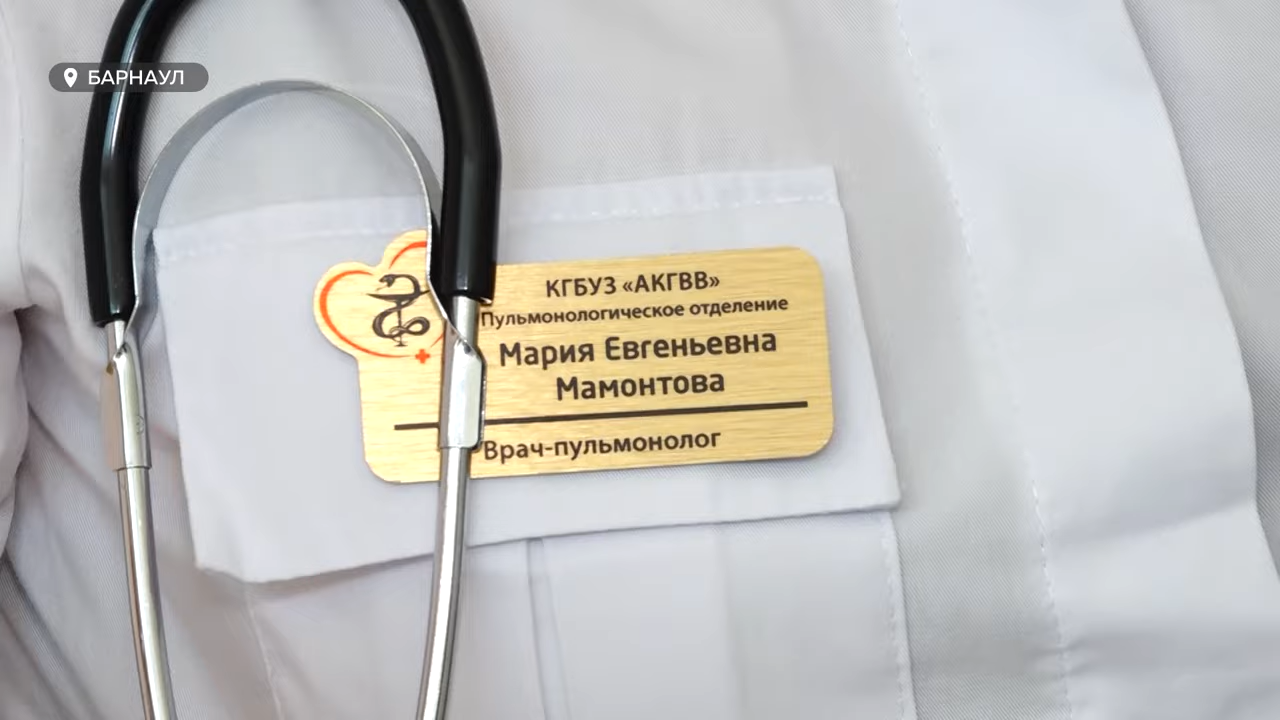 БАРНАУЛ
КГБУЗ «АКГВВ»
Пульмонологическое отделение
Мария Евгеньевна
Мамонтова
Врач-пульмонолог